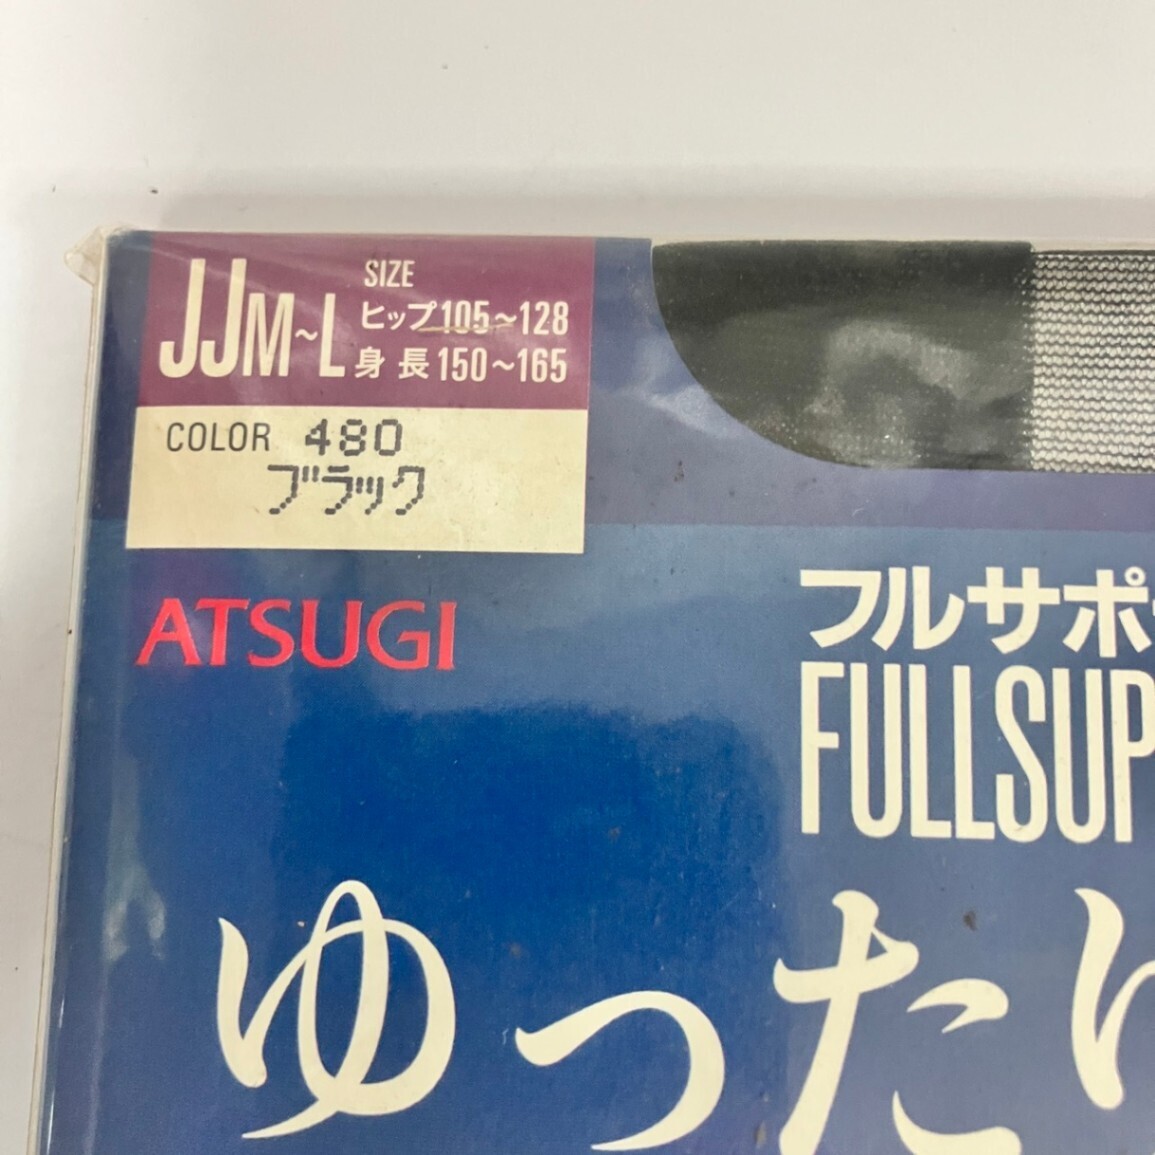 JJM~L
SIZE
ヒップ105~128
身長150~165
COLOR 480
ブラック
ATSUGI
フルサポ
FULLSUP
ゆったり